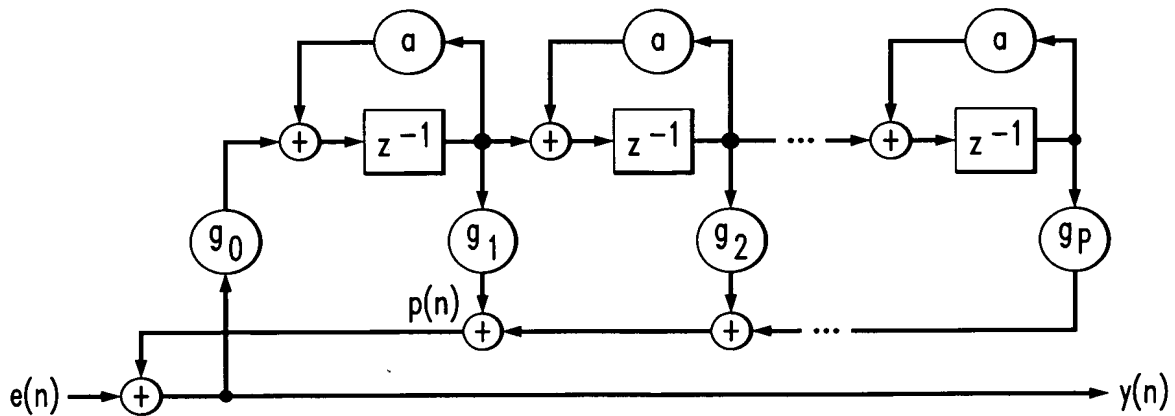 a a a
+ z⁻¹ + z⁻¹ ... + z⁻¹
g₀ g₁ g₂ gₚ
p(n) + + ...
e(n) + y(n)